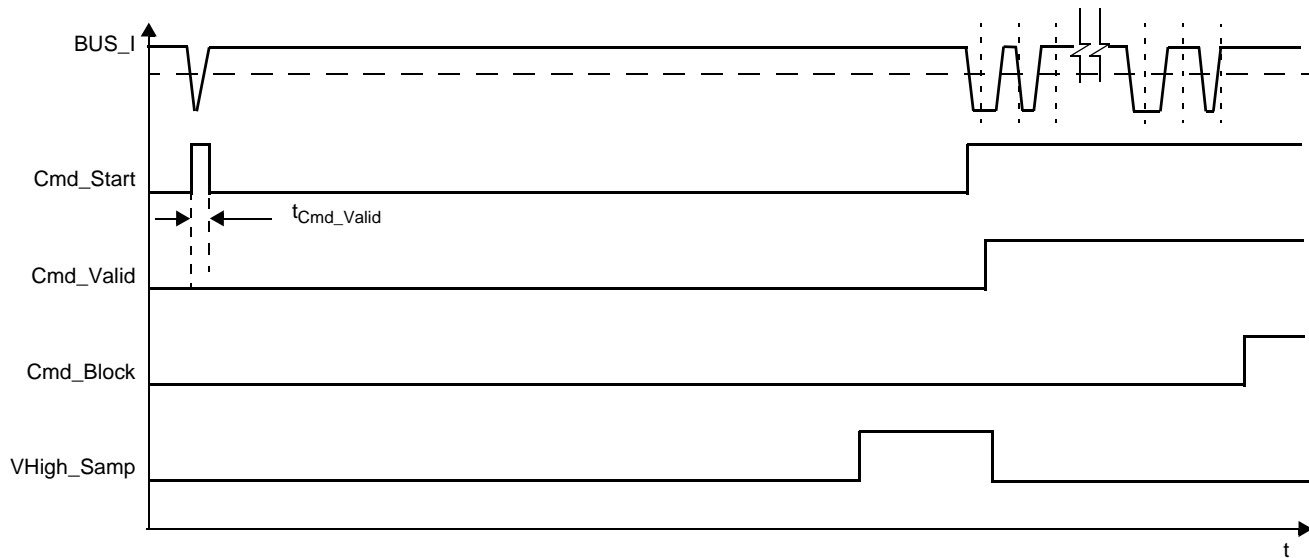 BUS_I
Cmd_Start
tCmd_Valid
Cmd_Valid
Cmd_Block
VHigh_Samp
t